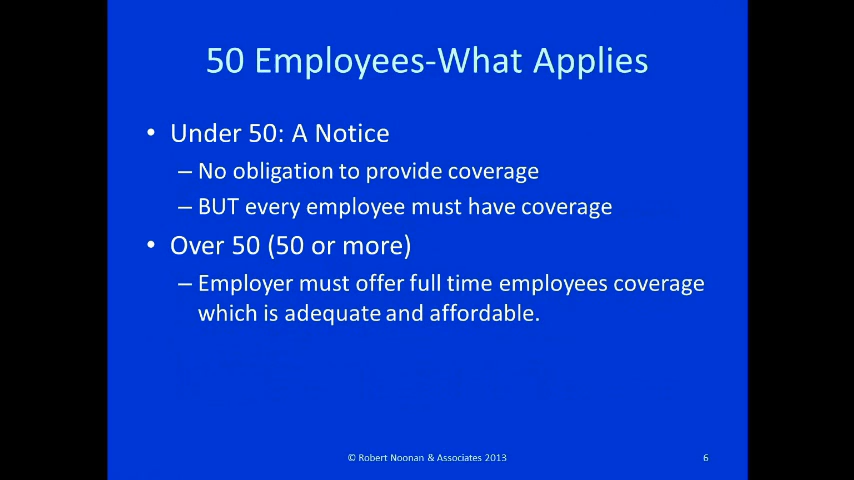 50 Employees-What Applies
• Under 50: A Notice
– No obligation to provide coverage
– BUT every employee must have coverage
• Over 50 (50 or more)
– Employer must offer full time employees coverage
which is adequate and affordable.
© Robert Noonan & Associates 2013
6